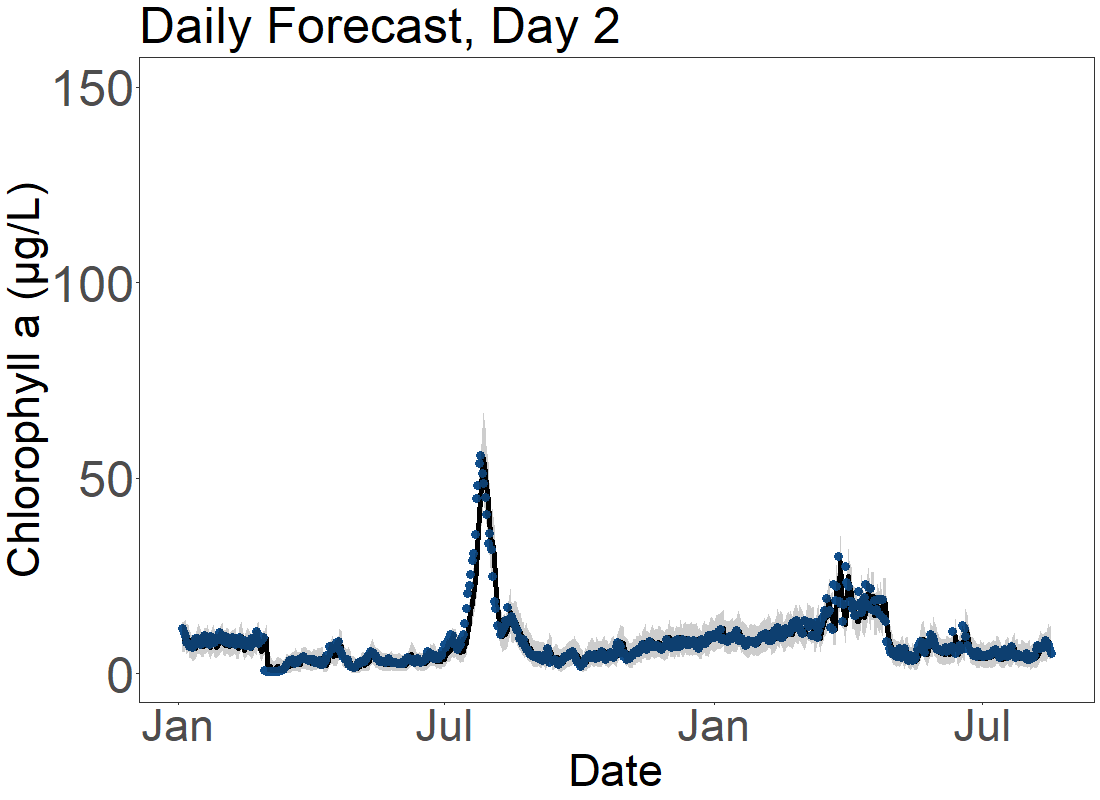 Daily Forecast, Day 2
150
100
50
0
Chlorophyll a (μg/L)
Jan
Jul
Jan
Jul
Date